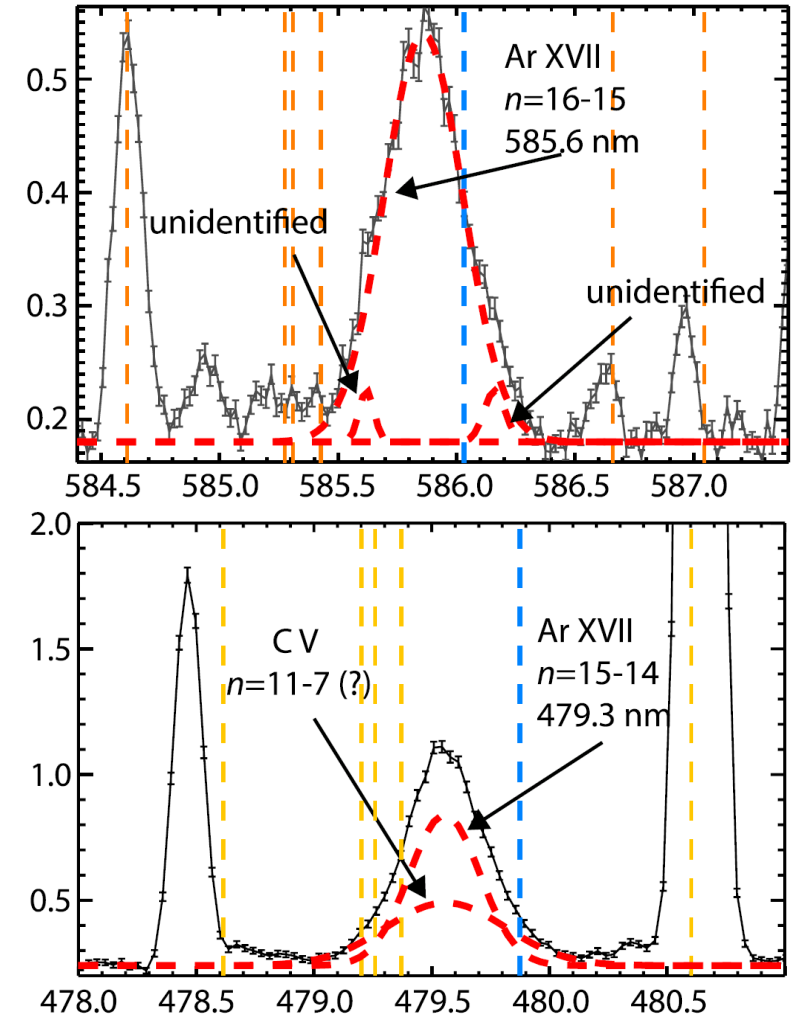 0.5
0.4
0.3
0.2
Ar XVII
n=16-15
585.6 nm
unidentified
unidentified
584.5 585.0 585.5 586.0 586.5 587.0
2.0
1.5
1.0
0.5
C V
n=11-7 (?)
Ar XVII
n=15-14
479.3 nm
478.0 478.5 479.0 479.5 480.0 480.5